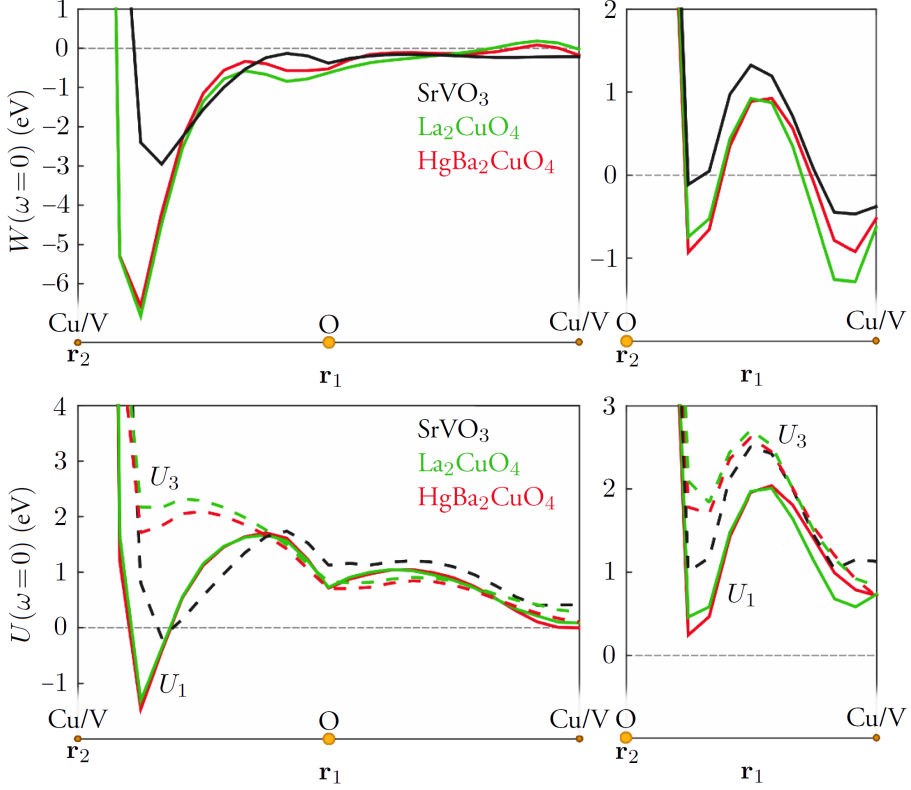 W(ω=0) (eV)
0
−1
−2
−3
−4
−5
−6
SrVO₃
La₂CuO₄
HgBa₂CuO₄
Cu/V
O
Cu/V
r₂
r₁
2
1
0
−1
O
Cu/V
r₂
r₁
U(ω=0) (eV)
4
3
2
1
0
−1
SrVO₃
La₂CuO₄
HgBa₂CuO₄
U₃
U₁
Cu/V
O
Cu/V
r₂
r₁
3
2
1
0
U₃
U₁
O
Cu/V
r₂
r₁